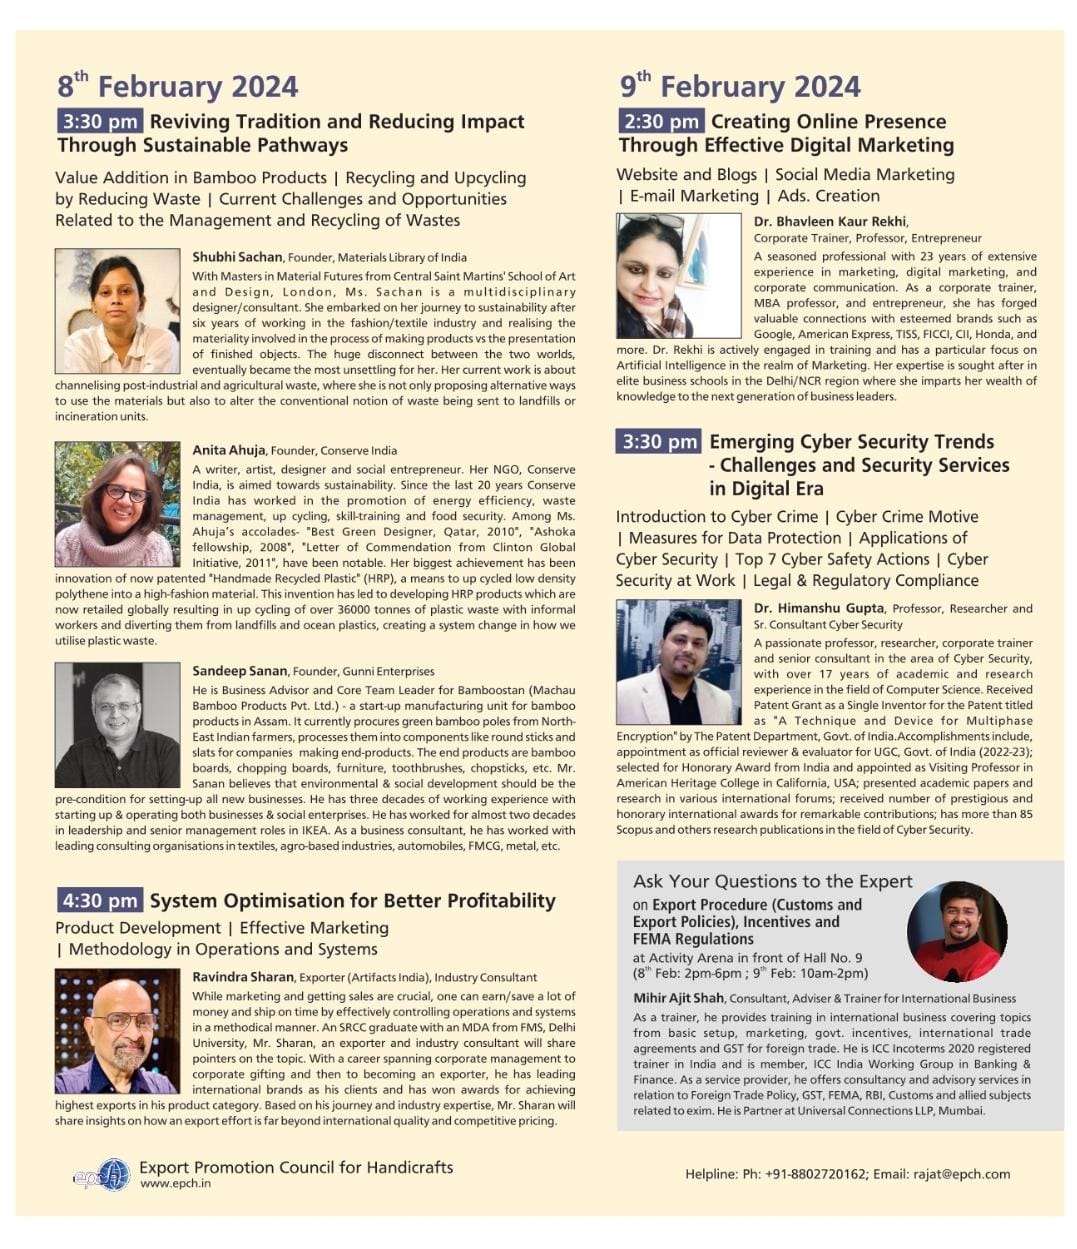 8th February 2024
3:30 pm Reviving Tradition and Reducing Impact
Through Sustainable Pathways
Value Addition in Bamboo Products | Recycling and Upcycling
by Reducing Waste | Current Challenges and Opportunities
Related to the Management and Recycling of Wastes
Shubhi Sachan, Founder, Materials Library of India
With Masters in Material Futures from Central Saint Martins' School of Art
and Design, London, Ms. Sachan is a multidisciplinary
designer/consultant. She embarked on her journey to sustainability after
six years of working in the fashion/textile industry and realising the
materiality involved in the process of making products vs the presentation
of finished objects. The huge disconnect between the two worlds,
eventually became the most unsettling for her. Her current work is about
channelising post-industrial and agricultural waste, where she is not only proposing alternative ways
to use the materials but also to alter the conventional notion of waste being sent to landfills or
incineration units.
Anita Ahuja, Founder, Conserve India
A writer, artist, designer and social entrepreneur. Her NGO, Conserve
India, is aimed towards sustainability. Since the last 20 years Conserve
India has worked in the promotion of energy efficiency, waste
management, up cycling, skill-training and food security. Among Ms.
Ahuja's accolades- "Best Green Designer, Qatar, 2010", "Ashoka
fellowship, 2008", "Letter of Commendation from Clinton Global
Initiative, 2011", have been notable. Her biggest achievement has been
innovation of now patented "Handmade Recycled Plastic" (HRP), a means to up cycled low density
polythene into a high-fashion material. This invention has led to developing HRP products which are
now retailed globally resulting in up cycling of over 36000 tonnes of plastic waste with informal
workers and diverting them from landfills and ocean plastics, creating a system change in how we
utilise plastic waste.
Sandeep Sanan, Founder, Gunni Enterprises
He is Business Advisor and Core Team Leader for Bamboostan (Machau
Bamboo Products Pvt. Ltd.) - a start-up manufacturing unit for bamboo
products in Assam. It currently procures green bamboo poles from North-
East Indian farmers, processes them into components like round sticks and
slats for companies making end-products. The end products are bamboo
boards, chopping boards, furniture, toothbrushes, chopsticks, etc. Mr.
Sanan believes that environmental & social development should be the
pre-condition for setting-up all new businesses. He has three decades of working experience with
starting up & operating both businesses & social enterprises. He has worked for almost two decades
in leadership and senior management roles in IKEA. As a business consultant, he has worked with
leading consulting organisations in textiles, agro-based industries, automobiles, FMCG, metal, etc.
4:30 pm System Optimisation for Better Profitability
Product Development | Effective Marketing
| Methodology in Operations and Systems
Ravindra Sharan, Exporter (Artifacts India), Industry Consultant
While marketing and getting sales are crucial, one can earn/save a lot of
money and ship on time by effectively controlling operations and systems
in a methodical manner. An SRCC graduate with an MDA from FMS, Delhi
University, Mr. Sharan, an exporter and industry consultant will share
pointers on the topic. With a career spanning corporate management to
corporate gifting and then to becoming an exporter, he has leading
international brands as his clients and has won awards for achieving
highest exports in his product category. Based on his journey and industry expertise, Mr. Sharan will
share insights on how an export effort is far beyond international quality and competitive pricing.
9th February 2024
2:30 pm Creating Online Presence
Through Effective Digital Marketing
Website and Blogs | Social Media Marketing
| E-mail Marketing | Ads. Creation
Dr. Bhavleen Kaur Rekhi,
Corporate Trainer, Professor, Entrepreneur
A seasoned professional with 23 years of extensive
experience in marketing, digital marketing, and
corporate communication. As a corporate trainer,
MBA professor, and entrepreneur, she has forged
valuable connections with esteemed brands such as
Google, American Express, TISS, FICCI, CII, Honda, and
more. Dr. Rekhi is actively engaged in training and has a particular focus on
Artificial Intelligence in the realm of Marketing. Her expertise is sought after in
elite business schools in the Delhi/NCR region where she imparts her wealth of
knowledge to the next generation of business leaders.
3:30 pm Emerging Cyber Security Trends
- Challenges and Security Services
in Digital Era
Introduction to Cyber Crime | Cyber Crime Motive
| Measures for Data Protection | Applications of
Cyber Security | Top 7 Cyber Safety Actions | Cyber
Security at Work | Legal & Regulatory Compliance
Dr. Himanshu Gupta, Professor, Researcher and
Sr. Consultant Cyber Security
A passionate professor, researcher, corporate trainer
and senior consultant in the area of Cyber Security,
with over 17 years of academic and research
experience in the field of Computer Science. Received
Patent Grant as a Single Inventor for the Patent titled
as "A Technique and Device for Multiphase
Encryption" by The Patent Department, Govt. of India.Accomplishments include,
appointment as official reviewer & evaluator for UGC, Govt. of India (2022-23);
selected for Honorary Award from India and appointed as Visiting Professor in
American Heritage College in California, USA; presented academic papers and
research in various international forums; received number of prestigious and
honorary international awards for remarkable contributions; has more than 85
Scopus and others research publications in the field of Cyber Security.
Ask Your Questions to the Expert
on Export Procedure (Customs and
Export Policies), Incentives and
FEMA Regulations
at Activity Arena in front of Hall No. 9
(8th Feb: 2pm-6pm ; 9th Feb: 10am-2pm)
Mihir Ajit Shah, Consultant, Adviser & Trainer for International Business
As a trainer, he provides training in international business covering topics
from basic setup, marketing, govt. incentives, international trade
agreements and GST for foreign trade. He is ICC Incoterms 2020 registered
trainer in India and is member, ICC India Working Group in Banking &
Finance. As a service provider, he offers consultancy and advisory services in
relation to Foreign Trade Policy, GST, FEMA, RBI, Customs and allied subjects
related to exim. He is Partner at Universal Connections LLP, Mumbai.
epch Export Promotion Council for Handicrafts
www.epch.in
Helpline: Ph: +91-8802720162; Email: rajat@epch.com